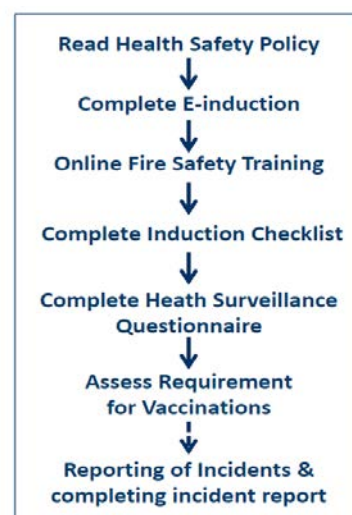 Read Health Safety Policy
Complete E-induction
Online Fire Safety Training
Complete Induction Checklist
Complete Heath Surveillance
Questionnaire
Assess Requirement
for Vaccinations
Reporting of Incidents &
completing incident report